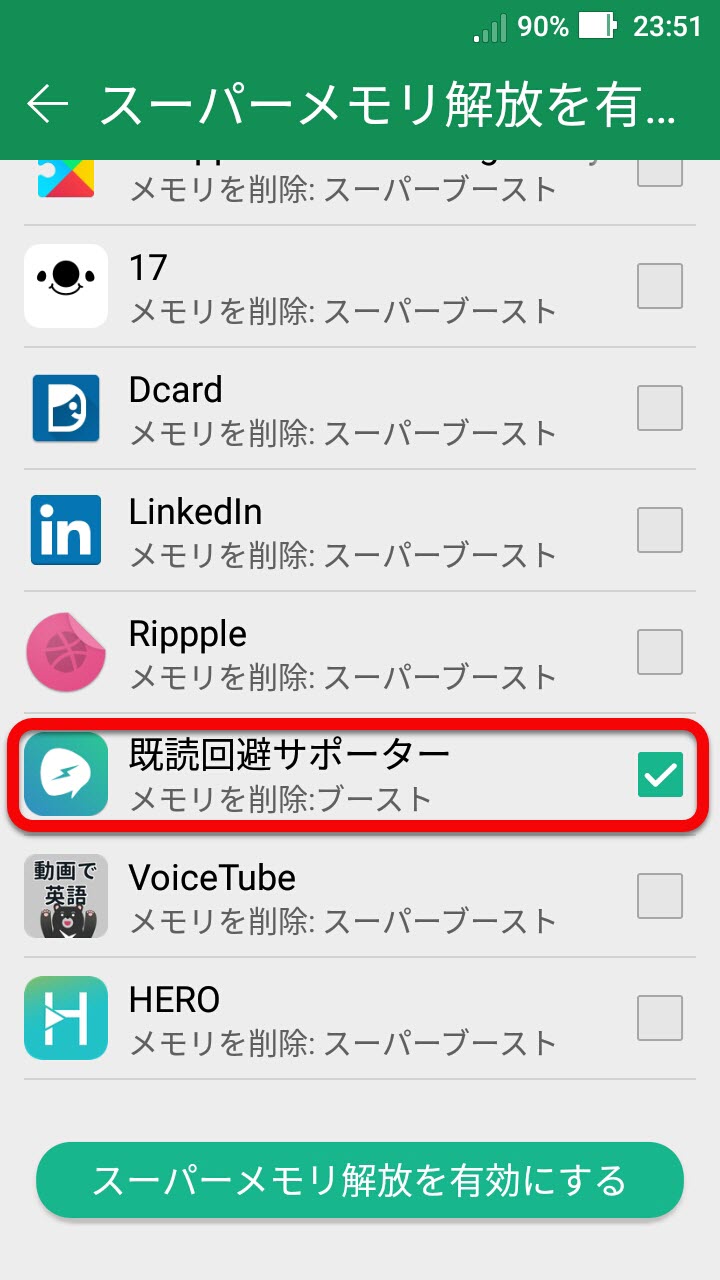 90% 23:51
スーパーメモリ解放を有...
メモリを削除: スーパーブースト
17
メモリを削除: スーパーブースト
Dcard
メモリを削除: スーパーブースト
in
LinkedIn
メモリを削除: スーパーブースト
Rippple
メモリを削除: スーパーブースト
既読回避サポーター
メモリを削除:ブースト
動画で
英語
VoiceTube
メモリを削除: スーパーブースト
HERO
メモリを削除: スーパーブースト
スーパーメモリ解放を有効にする